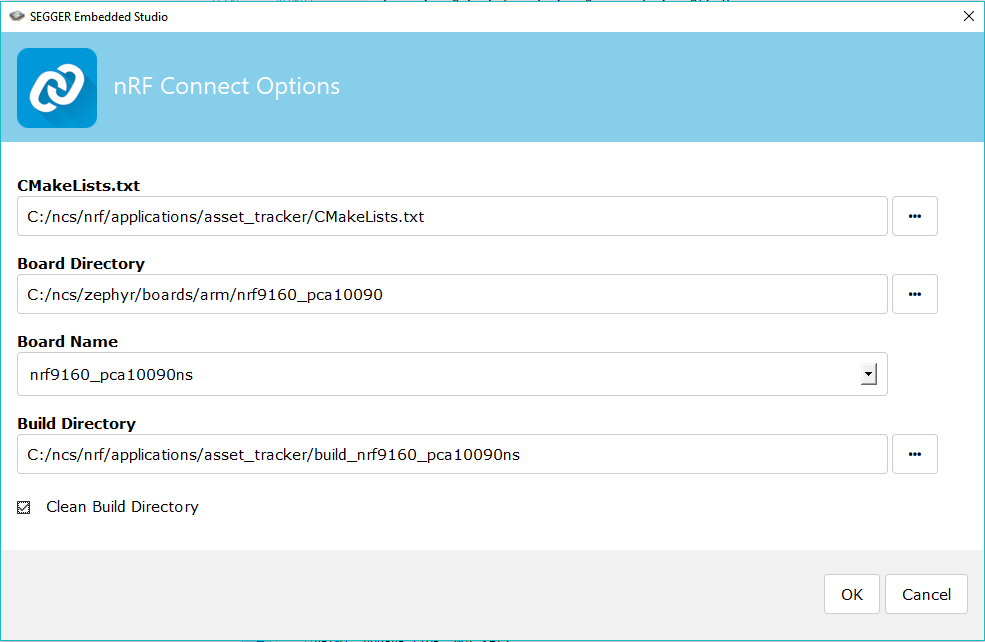 SEGGER Embedded Studio
nRF Connect Options
CMakeLists.txt
C:/ncs/nrf/applications/asset_tracker/CMakeLists.txt
...
Board Directory
C:/ncs/zephyr/boards/arm/nrf9160_pca10090
...
Board Name
nrf9160_pca10090ns
Build Directory
C:/ncs/nrf/applications/asset_tracker/build_nrf9160_pca10090ns
...
Clean Build Directory
OK Cancel